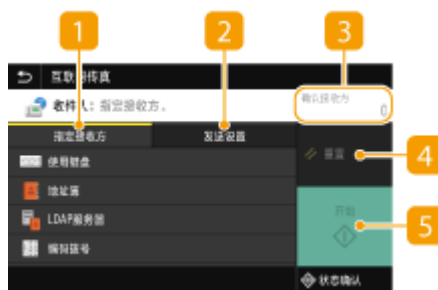 1
2
3
互联网传真
收件人：指定接收方。
确认接收方
0
指定接收方
发送设置
使用键盘
重置
4
地址簿
LDAP服务器
开始
5
编码拨号
状态确认